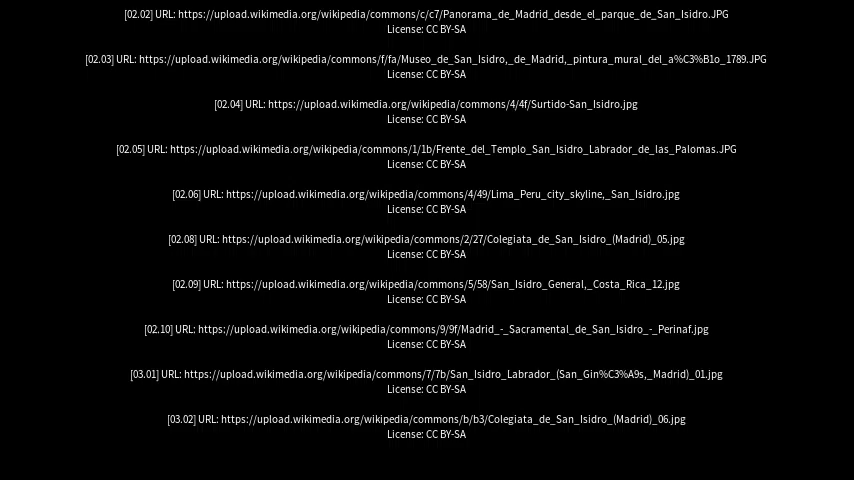 [02.02] URL: https://upload.wikimedia.org/wikipedia/commons/c/c7/Panorama_de_Madrid_desde_el_parque_de_San_Isidro.JPG
License: CC BY-SA
[02.03] URL: https://upload.wikimedia.org/wikipedia/commons/f/fa/Museo_de_San_Isidro,_de_Madrid,_pintura_mural_del_a%C3%B1o_1789.JPG
License: CC BY-SA
[02.04] URL: https://upload.wikimedia.org/wikipedia/commons/4/4f/Surtido-San_Isidro.jpg
License: CC BY-SA
[02.05] URL: https://upload.wikimedia.org/wikipedia/commons/1/1b/Frente_del_Templo_San_Isidro_Labrador_de_las_Palomas.JPG
License: CC BY-SA
[02.06] URL: https://upload.wikimedia.org/wikipedia/commons/4/49/Lima_Peru_city_skyline,_San_Isidro.jpg
License: CC BY-SA
[02.08] URL: https://upload.wikimedia.org/wikipedia/commons/2/27/Colegiata_de_San_Isidro_(Madrid)_05.jpg
License: CC BY-SA
[02.09] URL: https://upload.wikimedia.org/wikipedia/commons/5/58/San_Isidro_General,_Costa_Rica_12.jpg
License: CC BY-SA
[02.10] URL: https://upload.wikimedia.org/wikipedia/commons/9/9f/Madrid_-_Sacramental_de_San_Isidro_-_Perinaf.jpg
License: CC BY-SA
[03.01] URL: https://upload.wikimedia.org/wikipedia/commons/7/7b/San_Isidro_Labrador_(San_Gin%C3%A9s,_Madrid)_01.jpg
License: CC BY-SA
[03.02] URL: https://upload.wikimedia.org/wikipedia/commons/b/b3/Colegiata_de_San_Isidro_(Madrid)_06.jpg
License: CC BY-SA